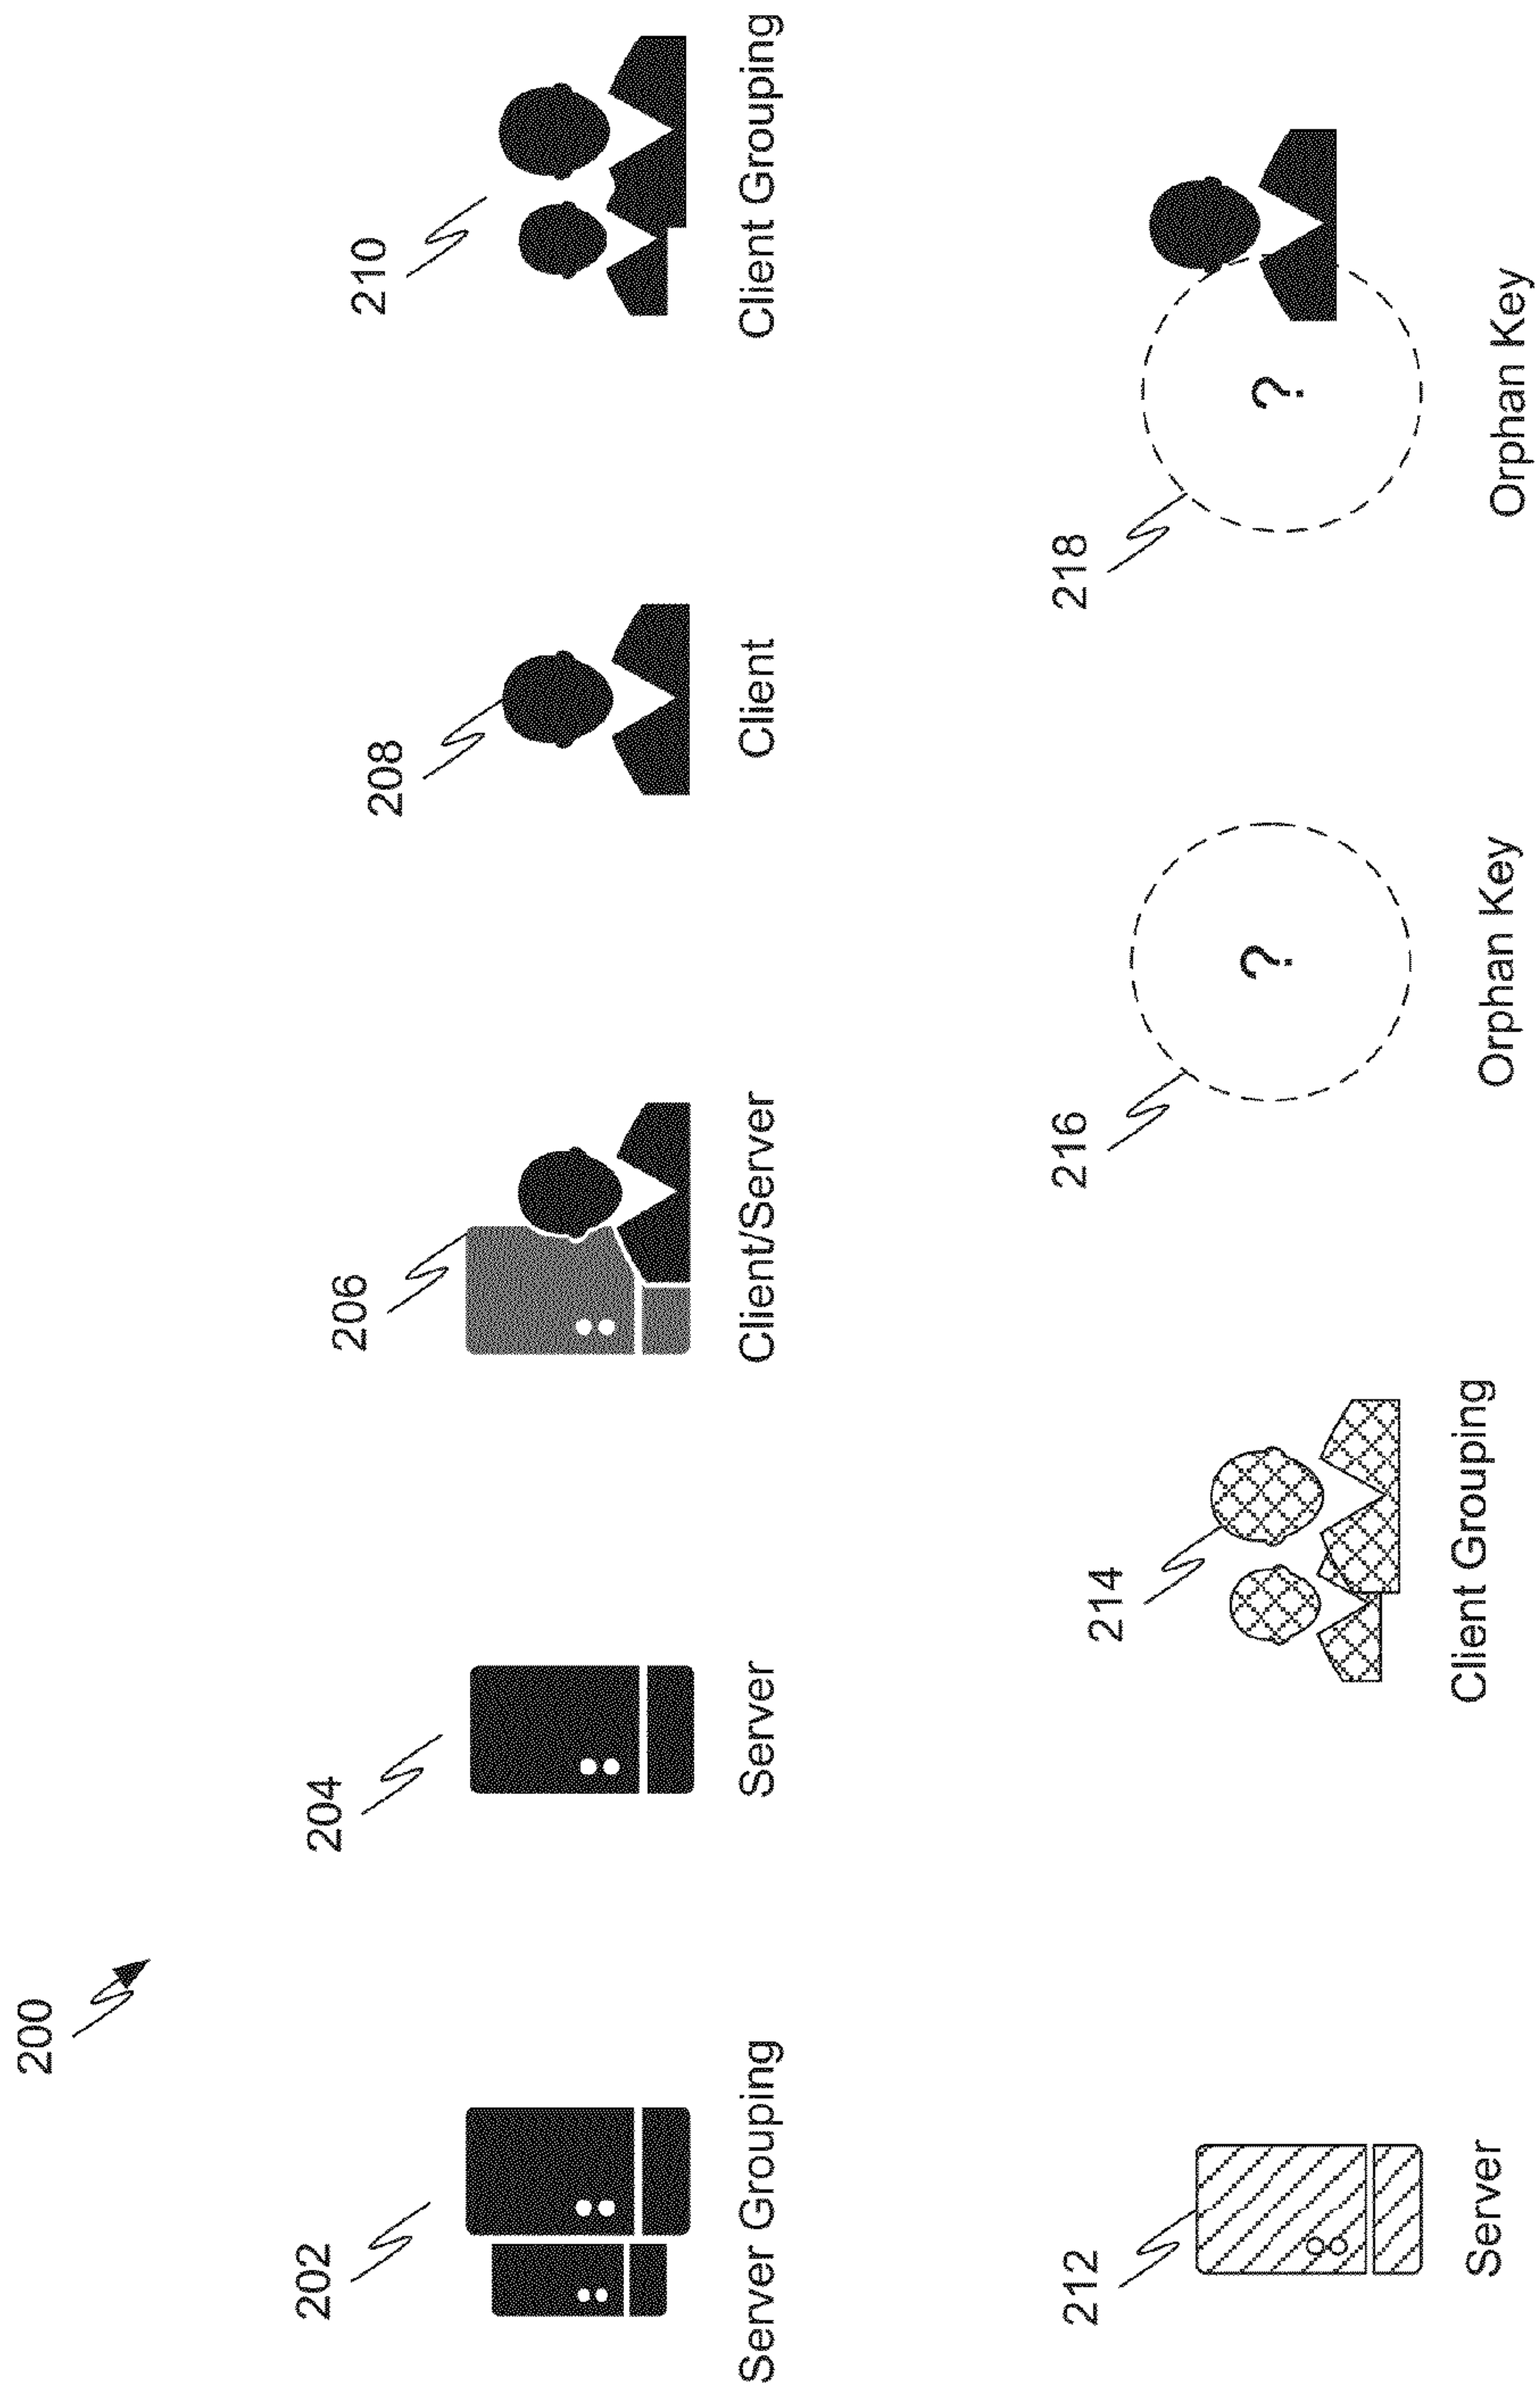 200
202
204
206
208
210
Server Grouping
Server
Client/Server
Client
Client Grouping
212
214
216
218
?
?
Server
Client Grouping
Orphan Key
Orphan Key